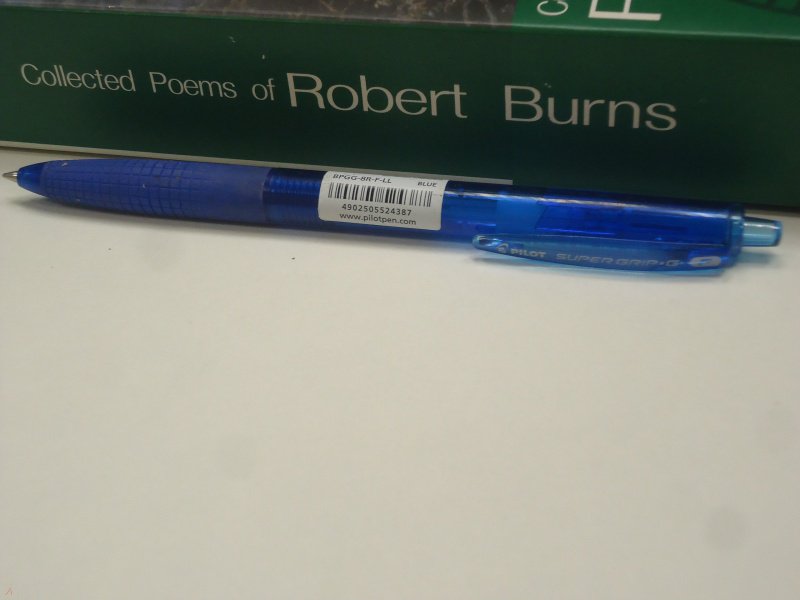 Collected Poems of Robert Burns
BPGG-8R-F-LL BLUE
4902505524387
www.pilotpen.com
PILOT SUPER GRIP·G